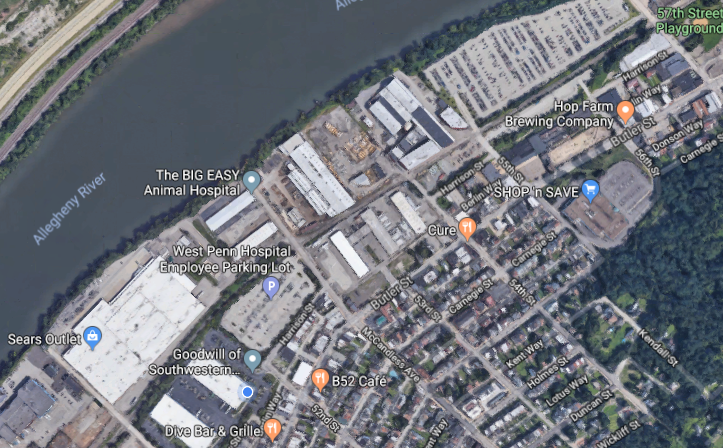 57th Street
Playground
Harrison St
Hop Farm
Brewing Company
Butler St
Donson Way
56th St
Carnegie St
55th St
Harrison St
Berlin Way
SHOP 'n SAVE
The BIG EASY
Animal Hospital
Allegheny River
Cure
West Penn Hospital
Employee Parking Lot
P
Carnegie St
54th St
Butler St
53rd St
Carnegie St
Harrison St
McCandless Ave
Sears Outlet
Kendall St
Goodwill of
Southwestern...
Kent Way
Holmes St
B52 Café
Lotus Way
Duncan St
52nd St
Wickliff St
Dive Bar & Grille